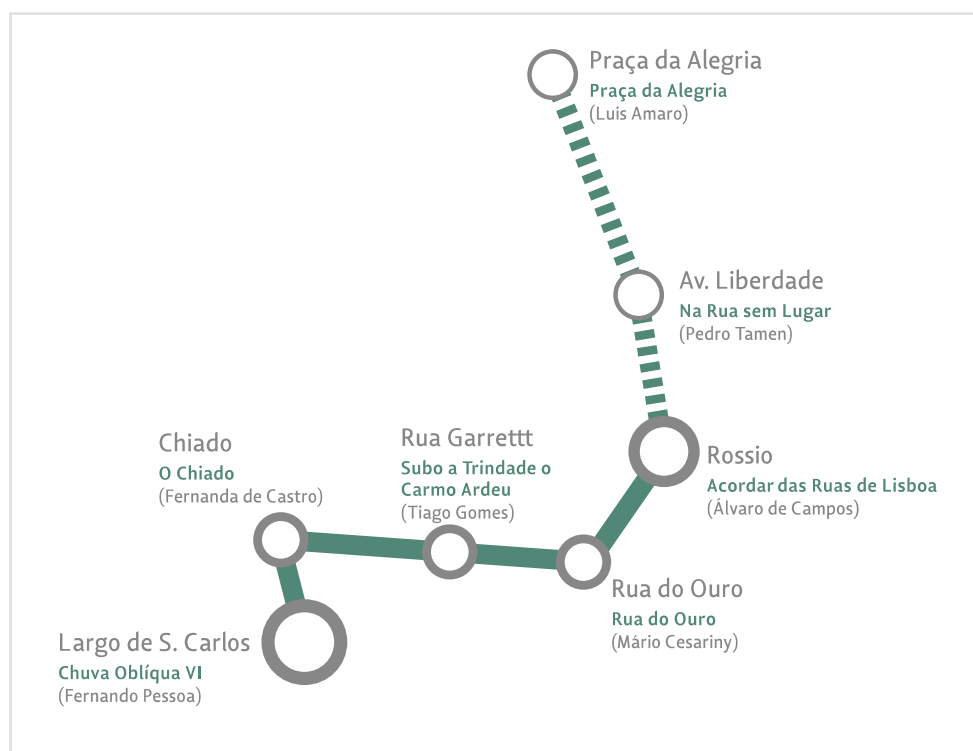 Praça da Alegria
Praça da Alegria
(Luis Amaro)
Av. Liberdade
Na Rua sem Lugar
(Pedro Tamen)
Rossio
Acordar das Ruas de Lisboa
(Álvaro de Campos)
Rua do Ouro
Rua do Ouro
(Mário Cesariny)
Rua Garrettt
Subo a Trindade o
Carmo Ardeu
(Tiago Gomes)
Chiado
O Chiado
(Fernanda de Castro)
Largo de S. Carlos
Chuva Oblíqua VI
(Fernando Pessoa)